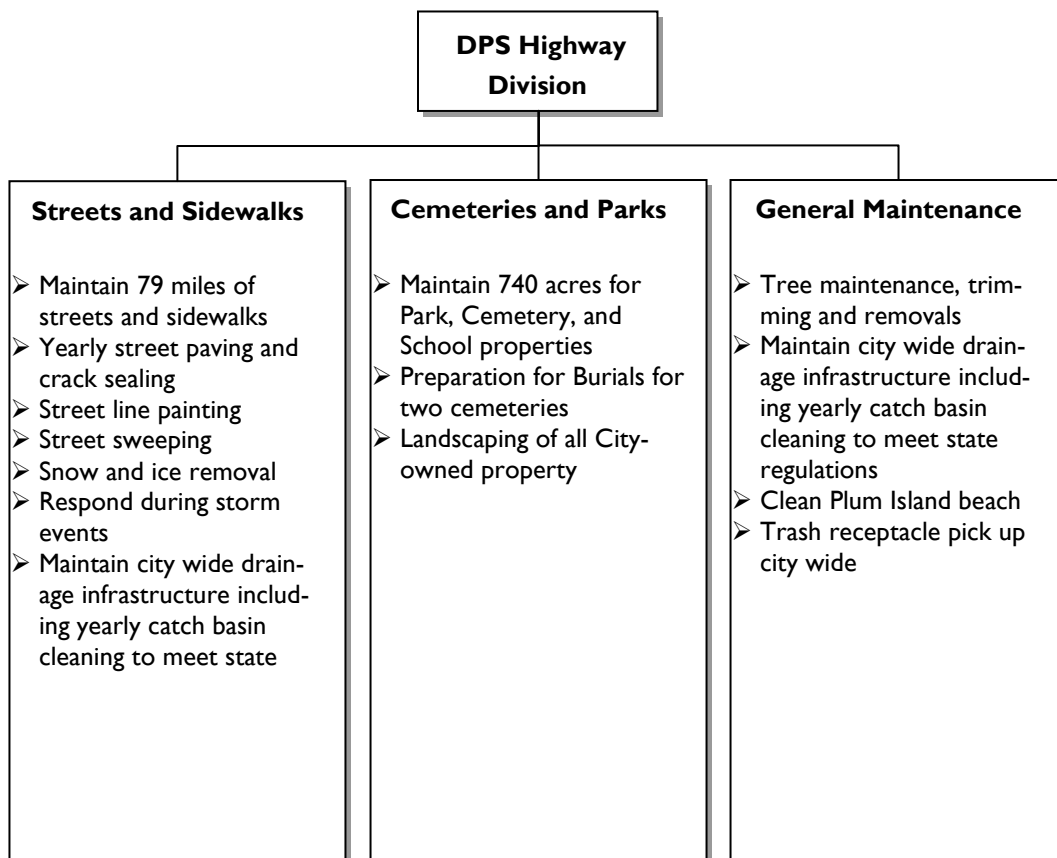 DPS Highway
Division
Streets and Sidewalks
➢ Maintain 79 miles of
streets and sidewalks
➢ Yearly street paving and
crack sealing
➢ Street line painting
➢ Street sweeping
➢ Snow and ice removal
➢ Respond during storm
events
➢ Maintain city wide drain-
age infrastructure includ-
ing yearly catch basin
cleaning to meet state
Cemeteries and Parks
➢ Maintain 740 acres for
Park, Cemetery, and
School properties
➢ Preparation for Burials for
two cemeteries
➢ Landscaping of all City-
owned property
General Maintenance
➢ Tree maintenance, trim-
ming and removals
➢ Maintain city wide drain-
age infrastructure includ-
ing yearly catch basin
cleaning to meet state
regulations
➢ Clean Plum Island beach
➢ Trash receptacle pick up
city wide